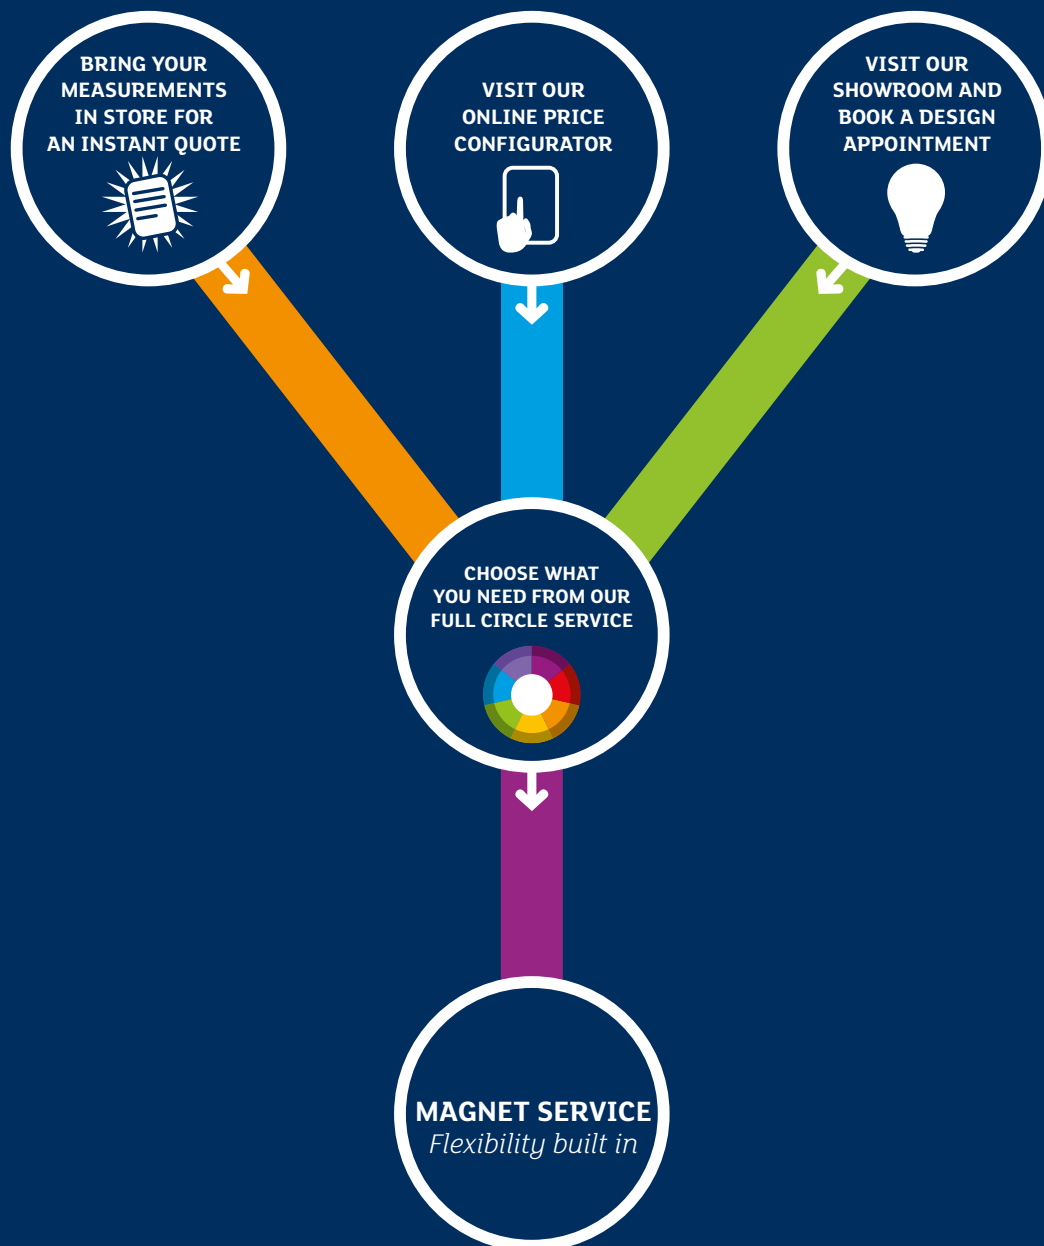 BRING YOUR
MEASUREMENTS
IN STORE FOR
AN INSTANT QUOTE
VISIT OUR
ONLINE PRICE
CONFIGURATOR
VISIT OUR
SHOWROOM AND
BOOK A DESIGN
APPOINTMENT
CHOOSE WHAT
YOU NEED FROM OUR
FULL CIRCLE SERVICE
MAGNET SERVICE
Flexibility built in